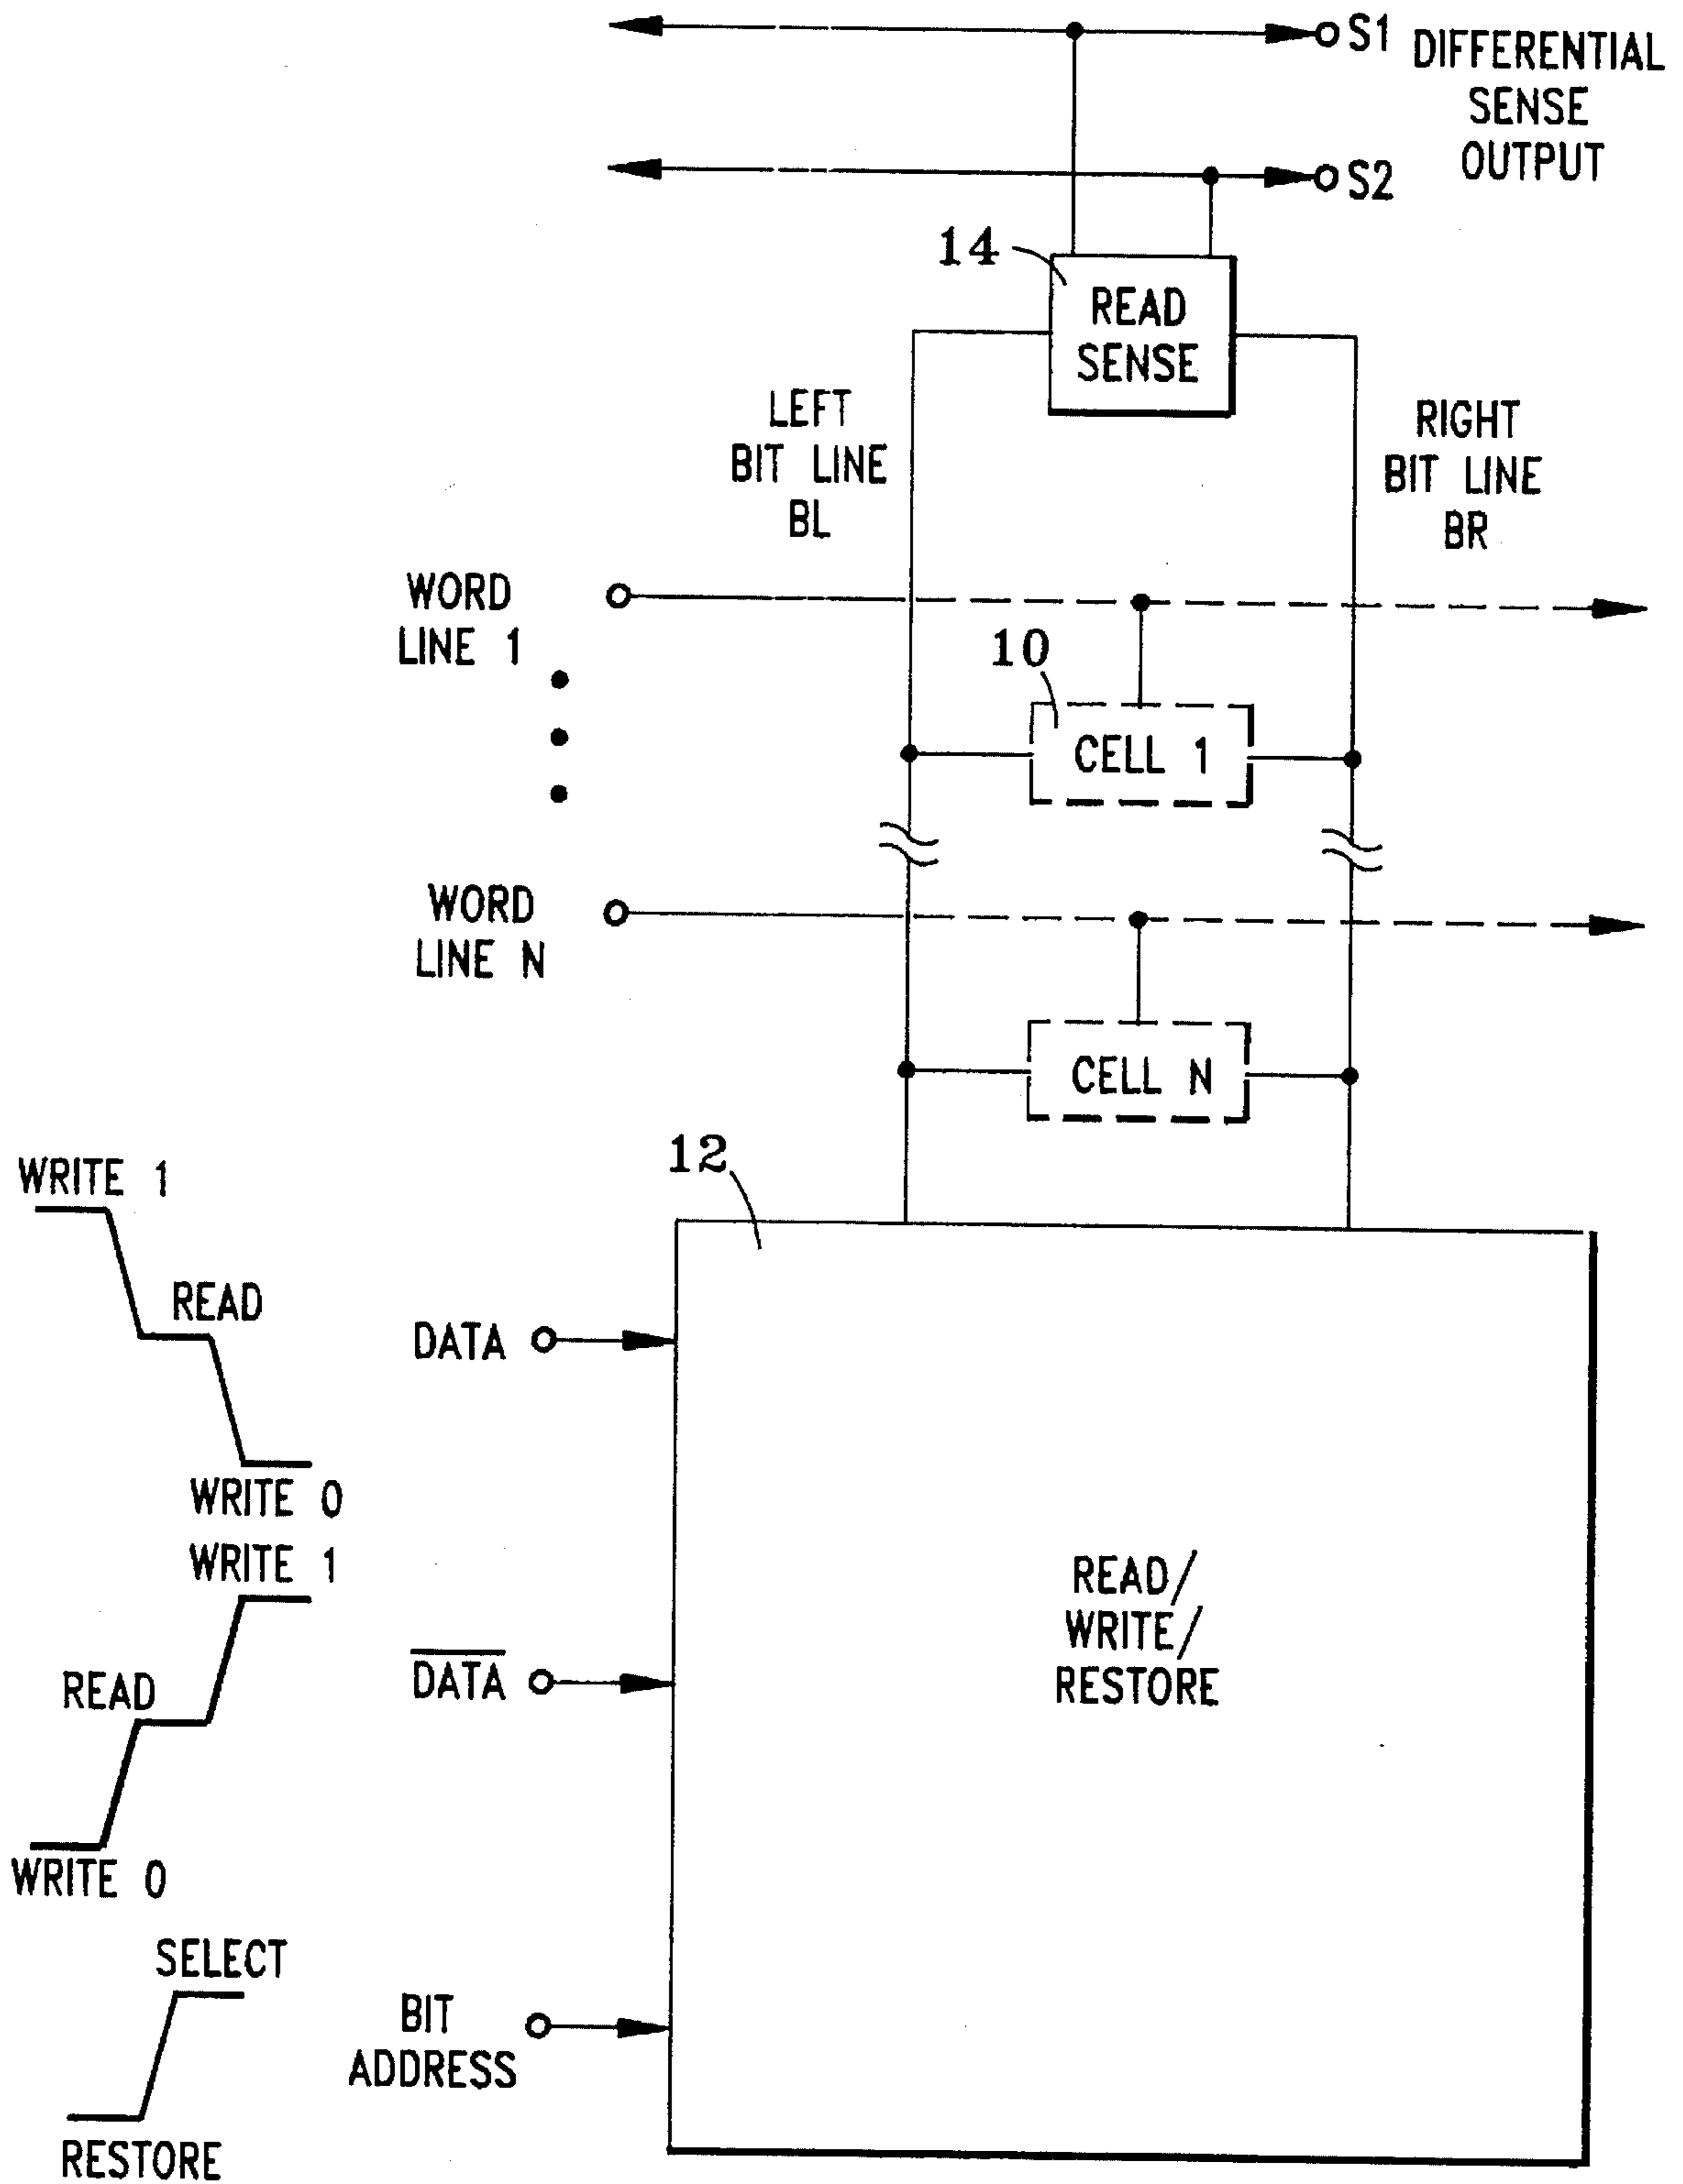 S1
DIFFERENTIAL
SENSE
OUTPUT
S2
14
READ
SENSE
LEFT
BIT LINE
BL
RIGHT
BIT LINE
BR
WORD
LINE 1
10
CELL 1
WORD
LINE N
CELL N
12
WRITE 1
READ
WRITE 0
DATA
WRITE 1
READ
WRITE 0
D̅A̅T̅A̅
READ/
WRITE/
RESTORE
SELECT
RESTORE
BIT
ADDRESS